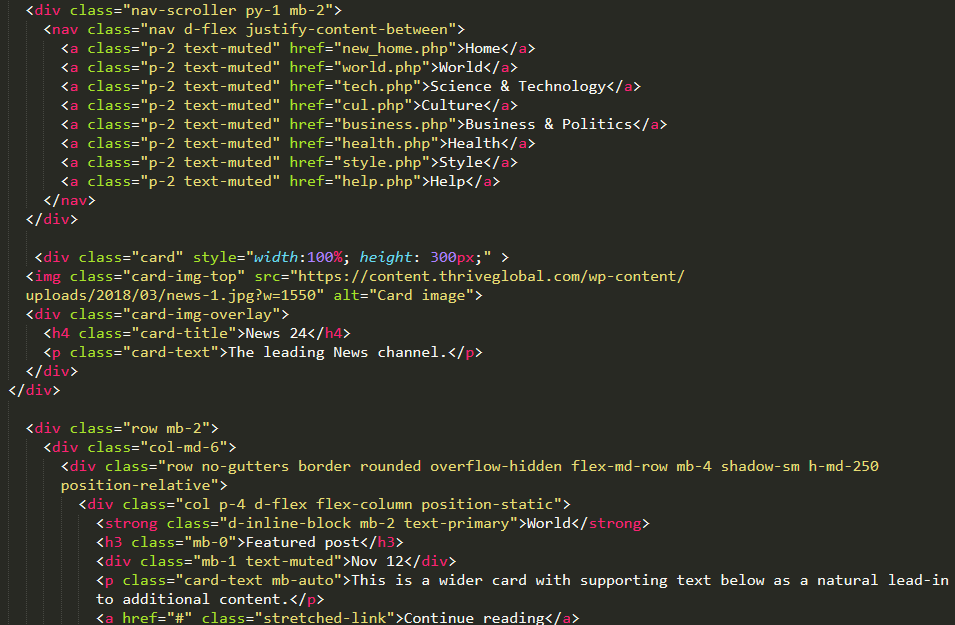 <div class="nav-scroller py-1 mb-2">
<nav class="nav d-flex justify-content-between">
<a class="p-2 text-muted" href="new_home.php">Home</a>
<a class="p-2 text-muted" href="world.php">World</a>
<a class="p-2 text-muted" href="tech.php">Science & Technology</a>
<a class="p-2 text-muted" href="cul.php">Culture</a>
<a class="p-2 text-muted" href="business.php">Business & Politics</a>
<a class="p-2 text-muted" href="health.php">Health</a>
<a class="p-2 text-muted" href="style.php">Style</a>
<a class="p-2 text-muted" href="help.php">Help</a>
</nav>
</div>
<div class="card" style="width:100%; height: 300px;" >
<img class="card-img-top" src="https://content.thriveglobal.com/wp-content/
uploads/2018/03/news-1.jpg?w=1550" alt="Card image">
<div class="card-img-overlay">
<h4 class="card-title">News 24</h4>
<p class="card-text">The leading News channel.</p>
</div>
</div>
<div class="row mb-2">
<div class="col-md-6">
<div class="row no-gutters border rounded overflow-hidden flex-md-row mb-4 shadow-sm h-md-250
position-relative">
<div class="col p-4 d-flex flex-column position-static">
<strong class="d-inline-block mb-2 text-primary">World</strong>
<h3 class="mb-0">Featured post</h3>
<div class="mb-1 text-muted">Nov 12</div>
<p class="card-text mb-auto">This is a wider card with supporting text below as a natural lead-in
to additional content.</p>
<a href="#" class="stretched-link">Continue reading</a>